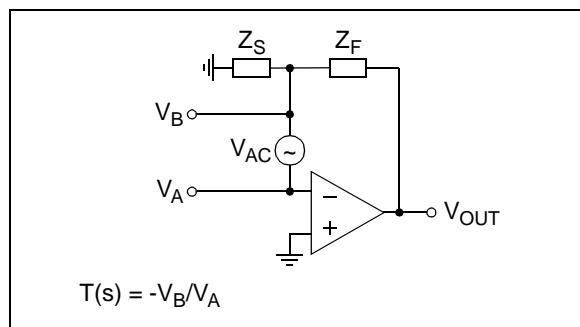 Z_S
Z_F
V_B
V_AC
~
V_A
−
+
V_OUT
T(s) = -V_B/V_A